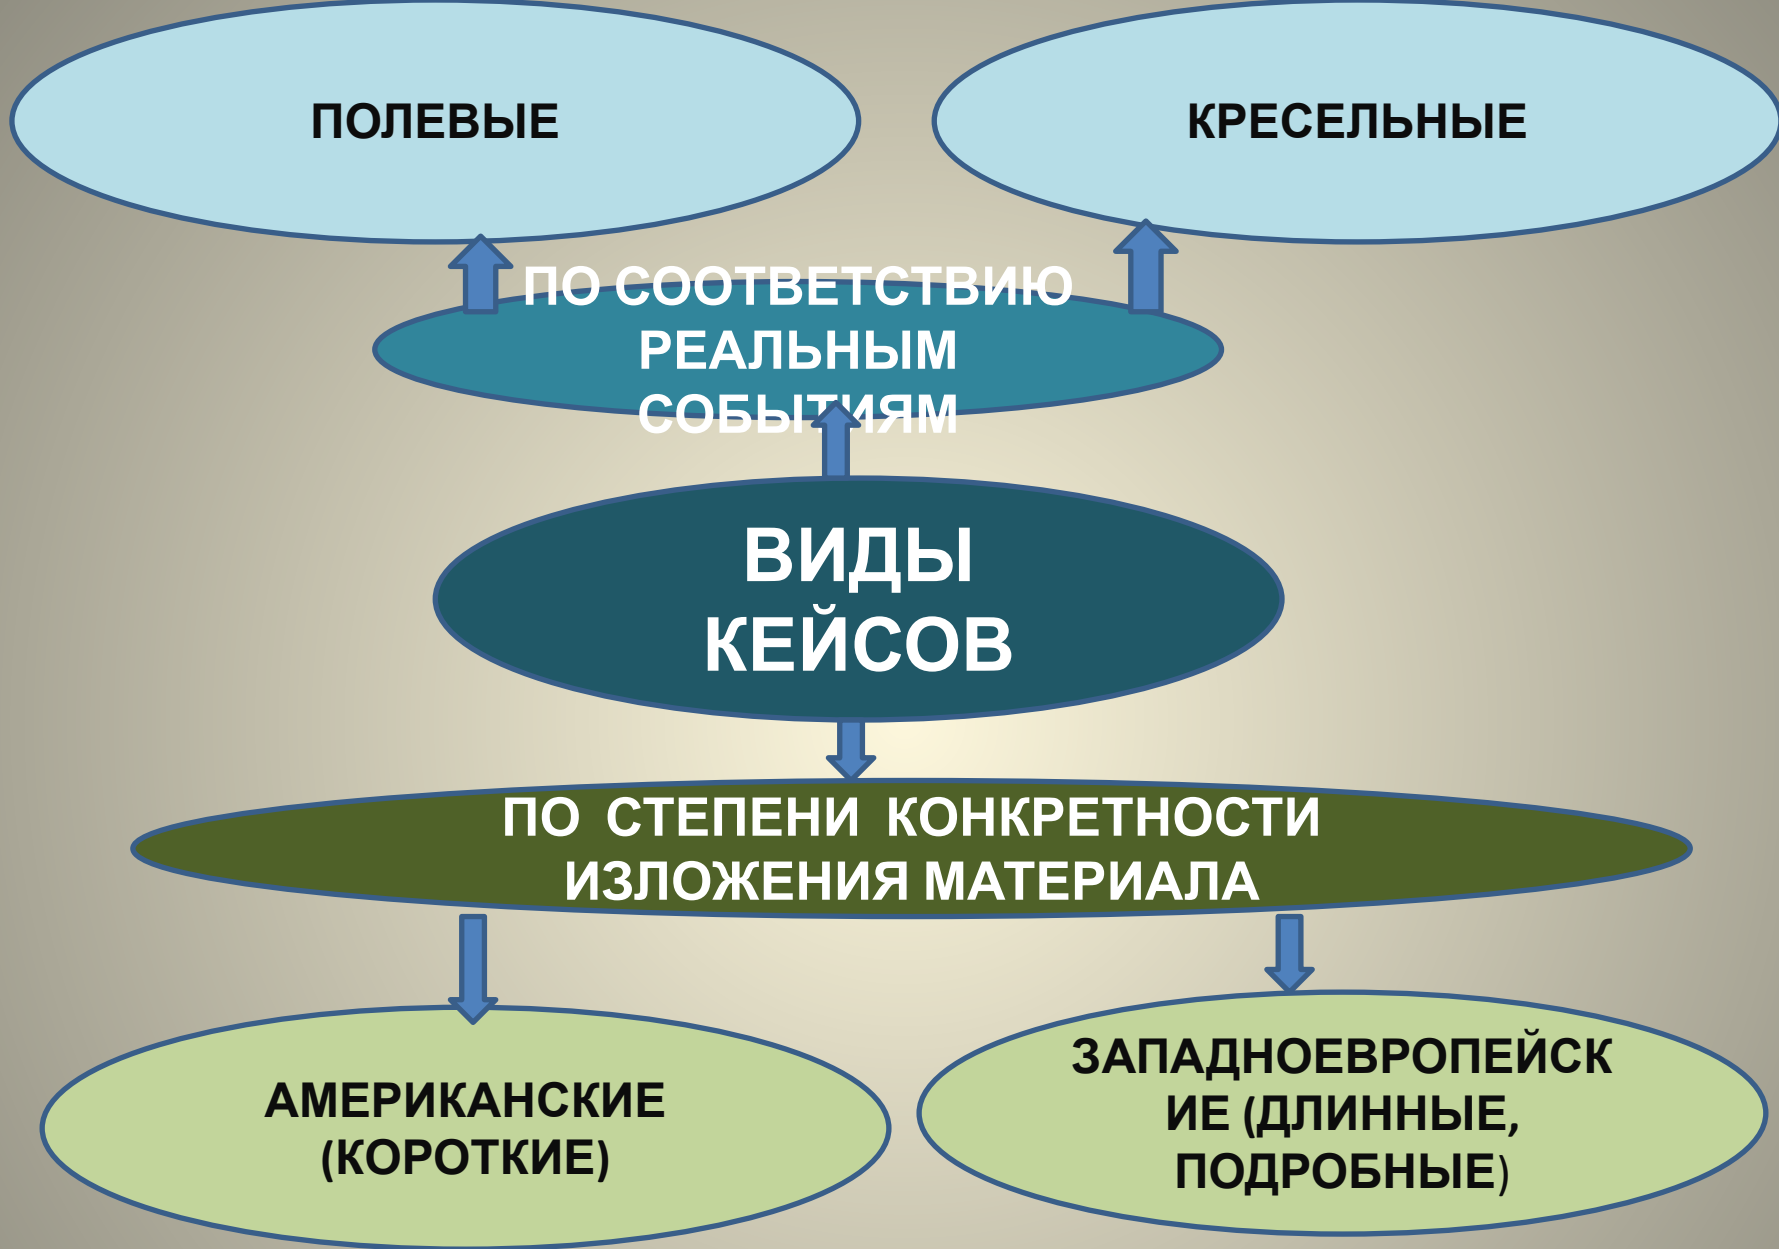 ПОЛЕВЫЕ
КРЕСЕЛЬНЫЕ
ПО СООТВЕТСТВИЮ
РЕАЛЬНЫМ
СОБЫТИЯМ
ВИДЫ
КЕЙСОВ
ПО СТЕПЕНИ КОНКРЕТНОСТИ
ИЗЛОЖЕНИЯ МАТЕРИАЛА
АМЕРИКАНСКИЕ
(КОРОТКИЕ)
ЗАПАДНОЕВРОПЕЙСК
ИЕ (ДЛИННЫЕ,
ПОДРОБНЫЕ)